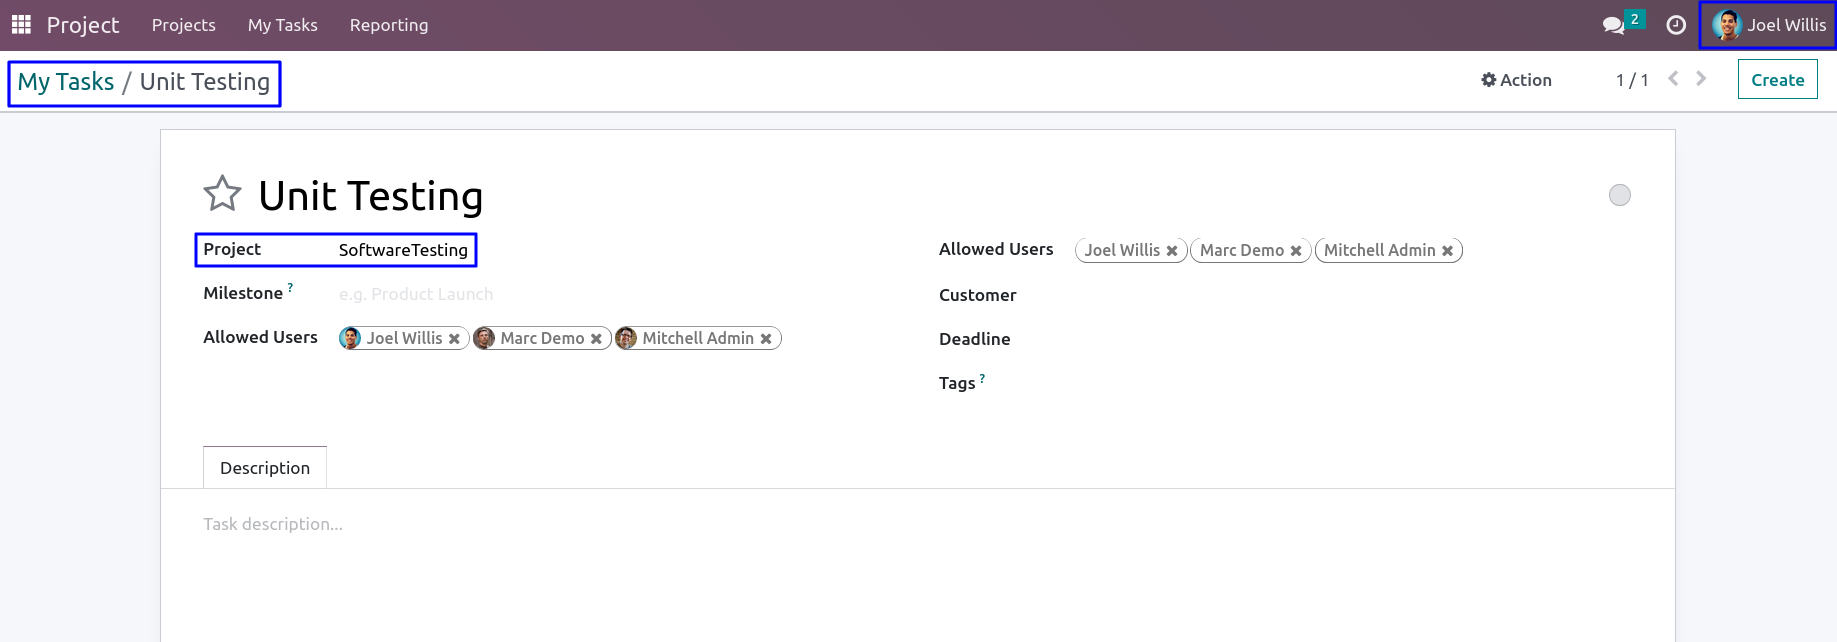 Project Projects My Tasks Reporting 2 Joel Willis
My Tasks / Unit Testing Action 1 / 1 Create
Unit Testing
Project SoftwareTesting Allowed Users Joel Willis ✖ Marc Demo ✖ Mitchell Admin ✖
Milestone ? e.g. Product Launch Customer
Allowed Users Joel Willis ✖ Marc Demo ✖ Mitchell Admin ✖ Deadline
Tags ?
Description
Task description...